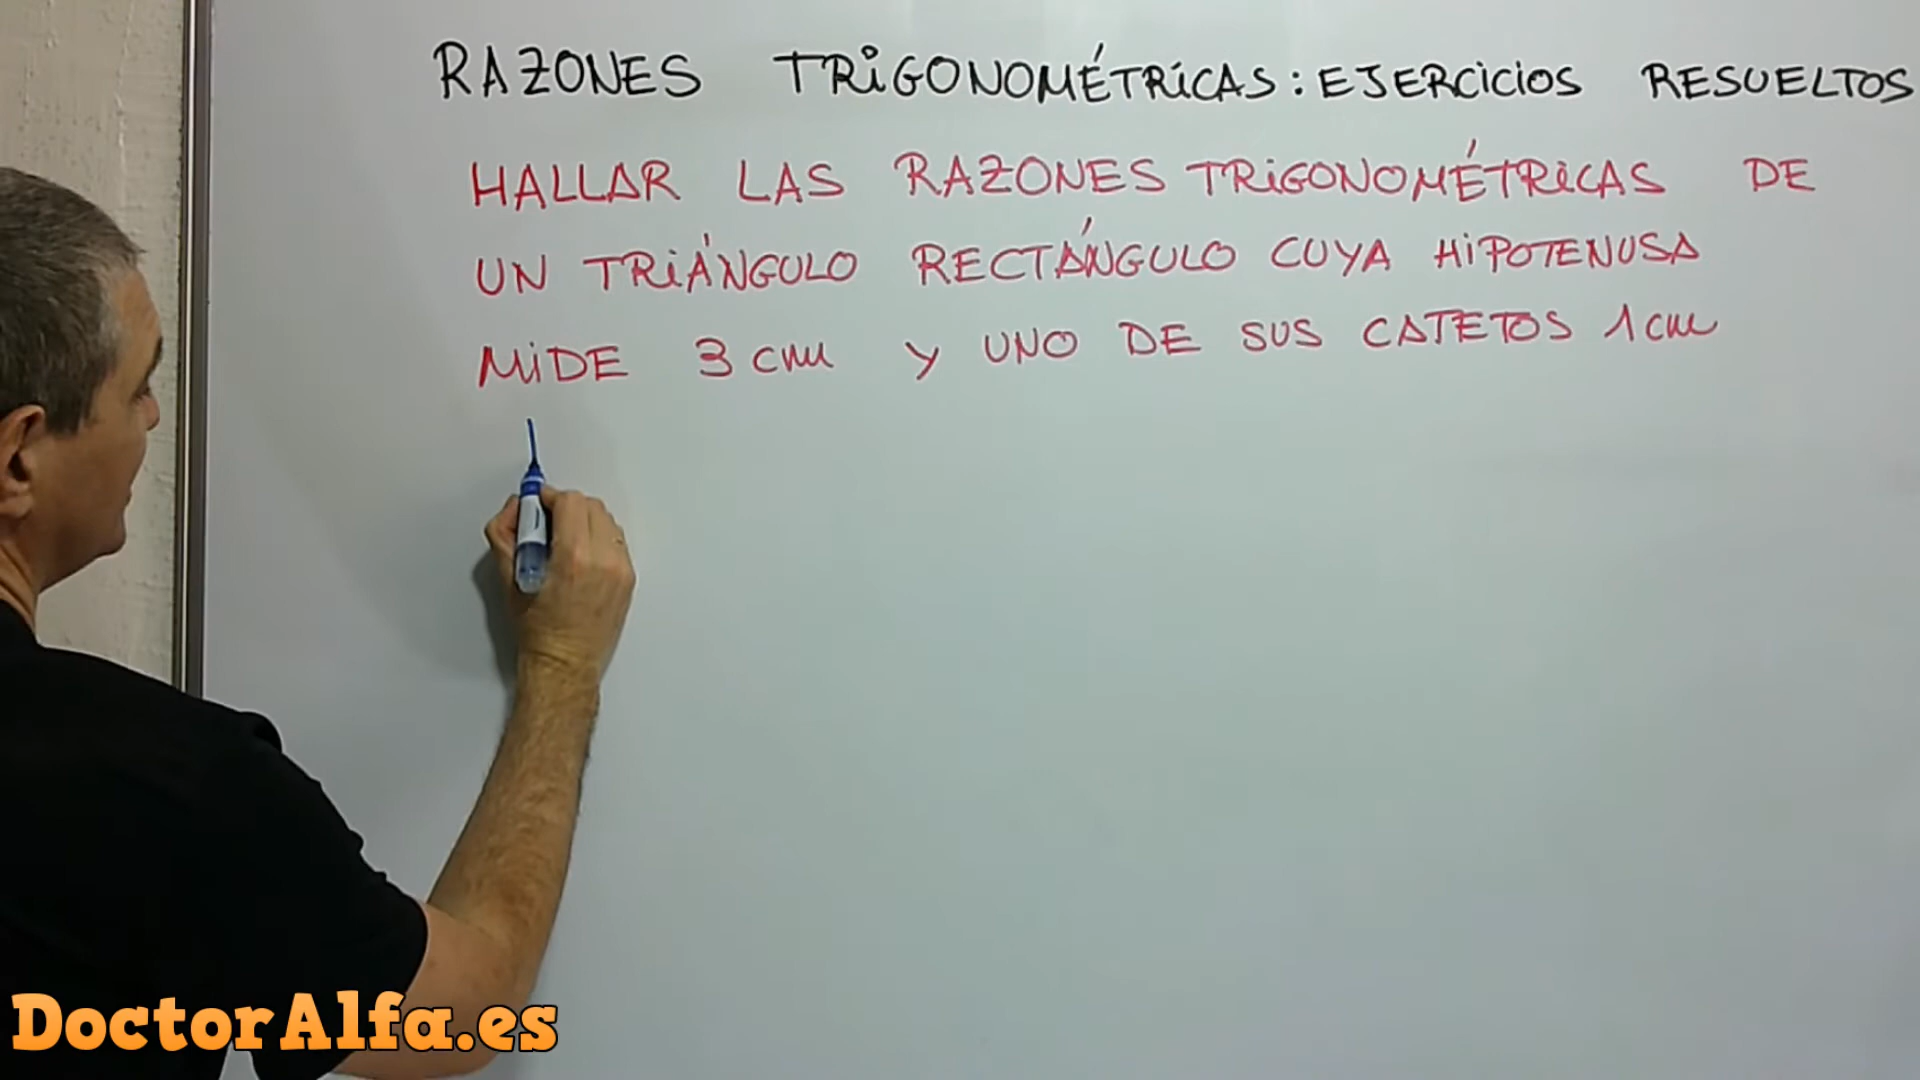 RAZONES TRIGONOMÉTRICAS: EJERCICIOS RESUELTOS
HALLAR LAS RAZONES TRIGONOMÉTRICAS DE
UN TRIÁNGULO RECTÁNGULO CUYA HIPOTENUSA
MIDE 3 cm Y UNO DE SUS CATETOS 1 cm
DoctorAlfa.es